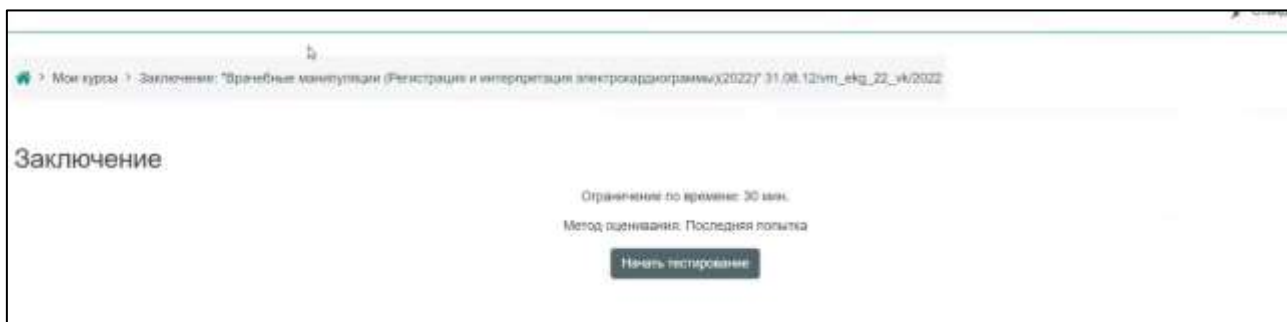 > Мои курсы > Заключение: "Врачебные манипуляции (Регистрация и интерпретация электрокардиограммы)(2022)" 31.08.12/vm_ekg_22_vk/2022
Заключение
Ограничение по времени: 30 мин.
Метод оценивания: Последняя попытка
Начать тестирование